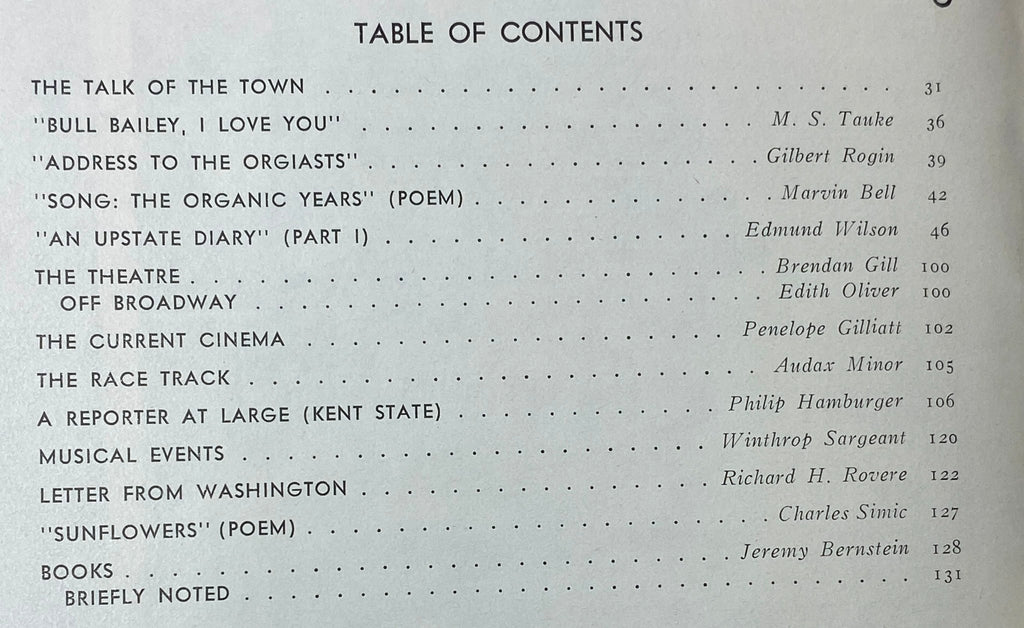 TABLE OF CONTENTS
THE TALK OF THE TOWN . . . . . . . . . . . . . . . . . . . . . . . . . . 31
"BULL BAILEY, I LOVE YOU" . . . . . . . . . . . . . . . . . . M. S. Tauke 36
"ADDRESS TO THE ORGIASTS" . . . . . . . . . . . . . . . . . . Gilbert Rogin 39
"SONG: THE ORGANIC YEARS" (POEM) . . . . . . . . . . . . . . Marvin Bell 42
"AN UPSTATE DIARY" (PART I) . . . . . . . . . . . . . . . . Edmund Wilson 46
THE THEATRE . . . . . . . . . . . . . . . . . . . . . . . . . Brendan Gill 100
OFF BROADWAY . . . . . . . . . . . . . . . . . . . . . . . Edith Oliver 100
THE CURRENT CINEMA . . . . . . . . . . . . . . . . . . . Penelope Gilliatt 102
THE RACE TRACK . . . . . . . . . . . . . . . . . . . . . . . Audax Minor 105
A REPORTER AT LARGE (KENT STATE) . . . . . . . . . . . . Philip Hamburger 106
MUSICAL EVENTS . . . . . . . . . . . . . . . . . . . . . Winthrop Sargeant 120
LETTER FROM WASHINGTON . . . . . . . . . . . . . . . . Richard H. Rovere 122
"SUNFLOWERS" (POEM) . . . . . . . . . . . . . . . . . . . . Charles Simic 127
BOOKS . . . . . . . . . . . . . . . . . . . . . . . . . . Jeremy Bernstein 128
BRIEFLY NOTED . . . . . . . . . . . . . . . . . . . . . . . . . . . . 131